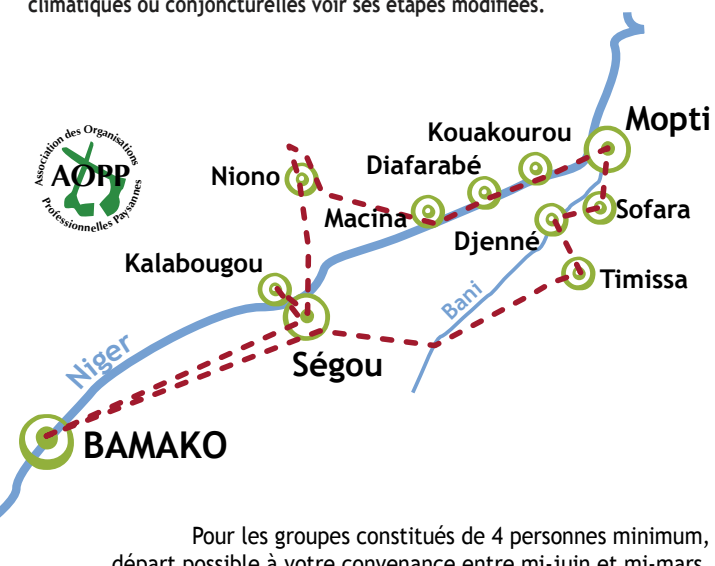 climatiques ou conjoncturelles voir ses étapes modifiées.
Association des Organisations
AOPP
Professionnelles Paysannes
Mopti
Kouakourou
Diafarabé
Niono
Macina
Sofara
Djenné
Kalabougou
Timissa
Bani
Niger
Ségou
BAMAKO
Pour les groupes constitués de 4 personnes minimum,
départ possible à votre convenance entre mi-juin et mi-mars